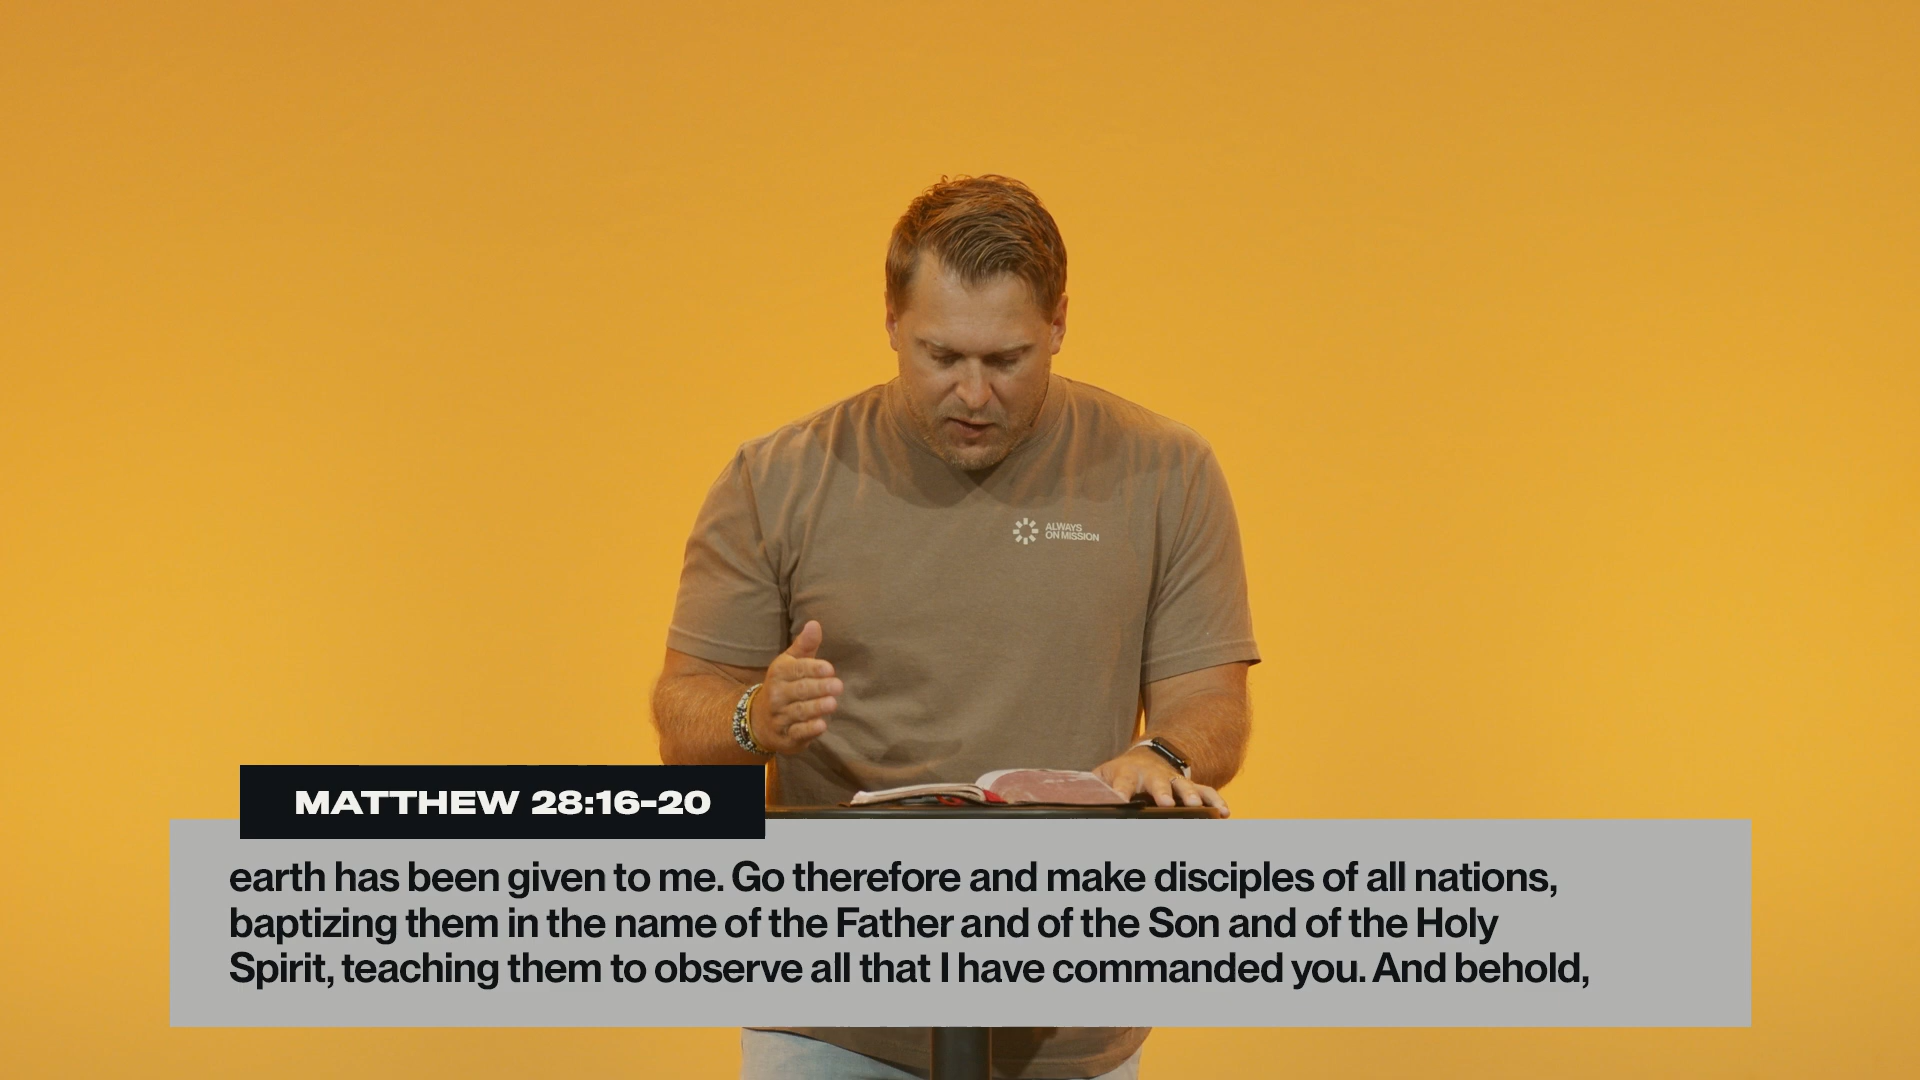 ALWAYS
ON MISSION
MATTHEW 28:16-20
earth has been given to me. Go therefore and make disciples of all nations,
baptizing them in the name of the Father and of the Son and of the Holy
Spirit, teaching them to observe all that I have commanded you. And behold,